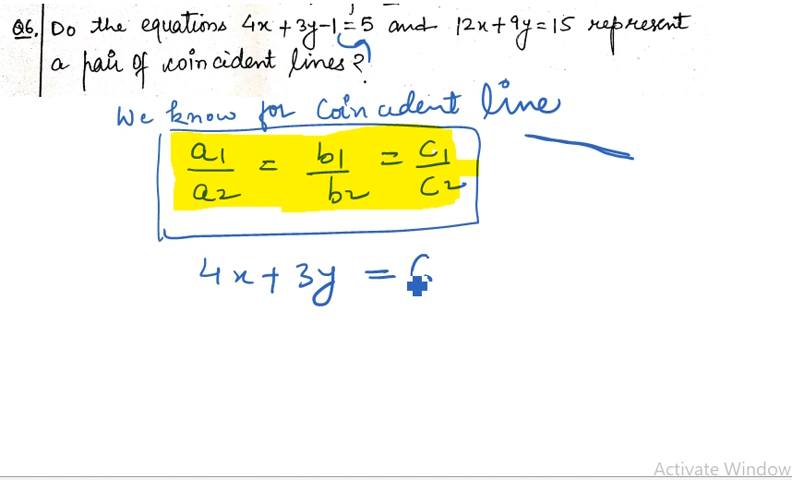 Q6. Do the equations 4x + 3y - 1 = 5 and 12x + 9y = 15 represent
a pair of coincident lines?
We know for Coincident line
a1/a2 = b1/b2 = c1/c2
4x + 3y = 6
Activate Window